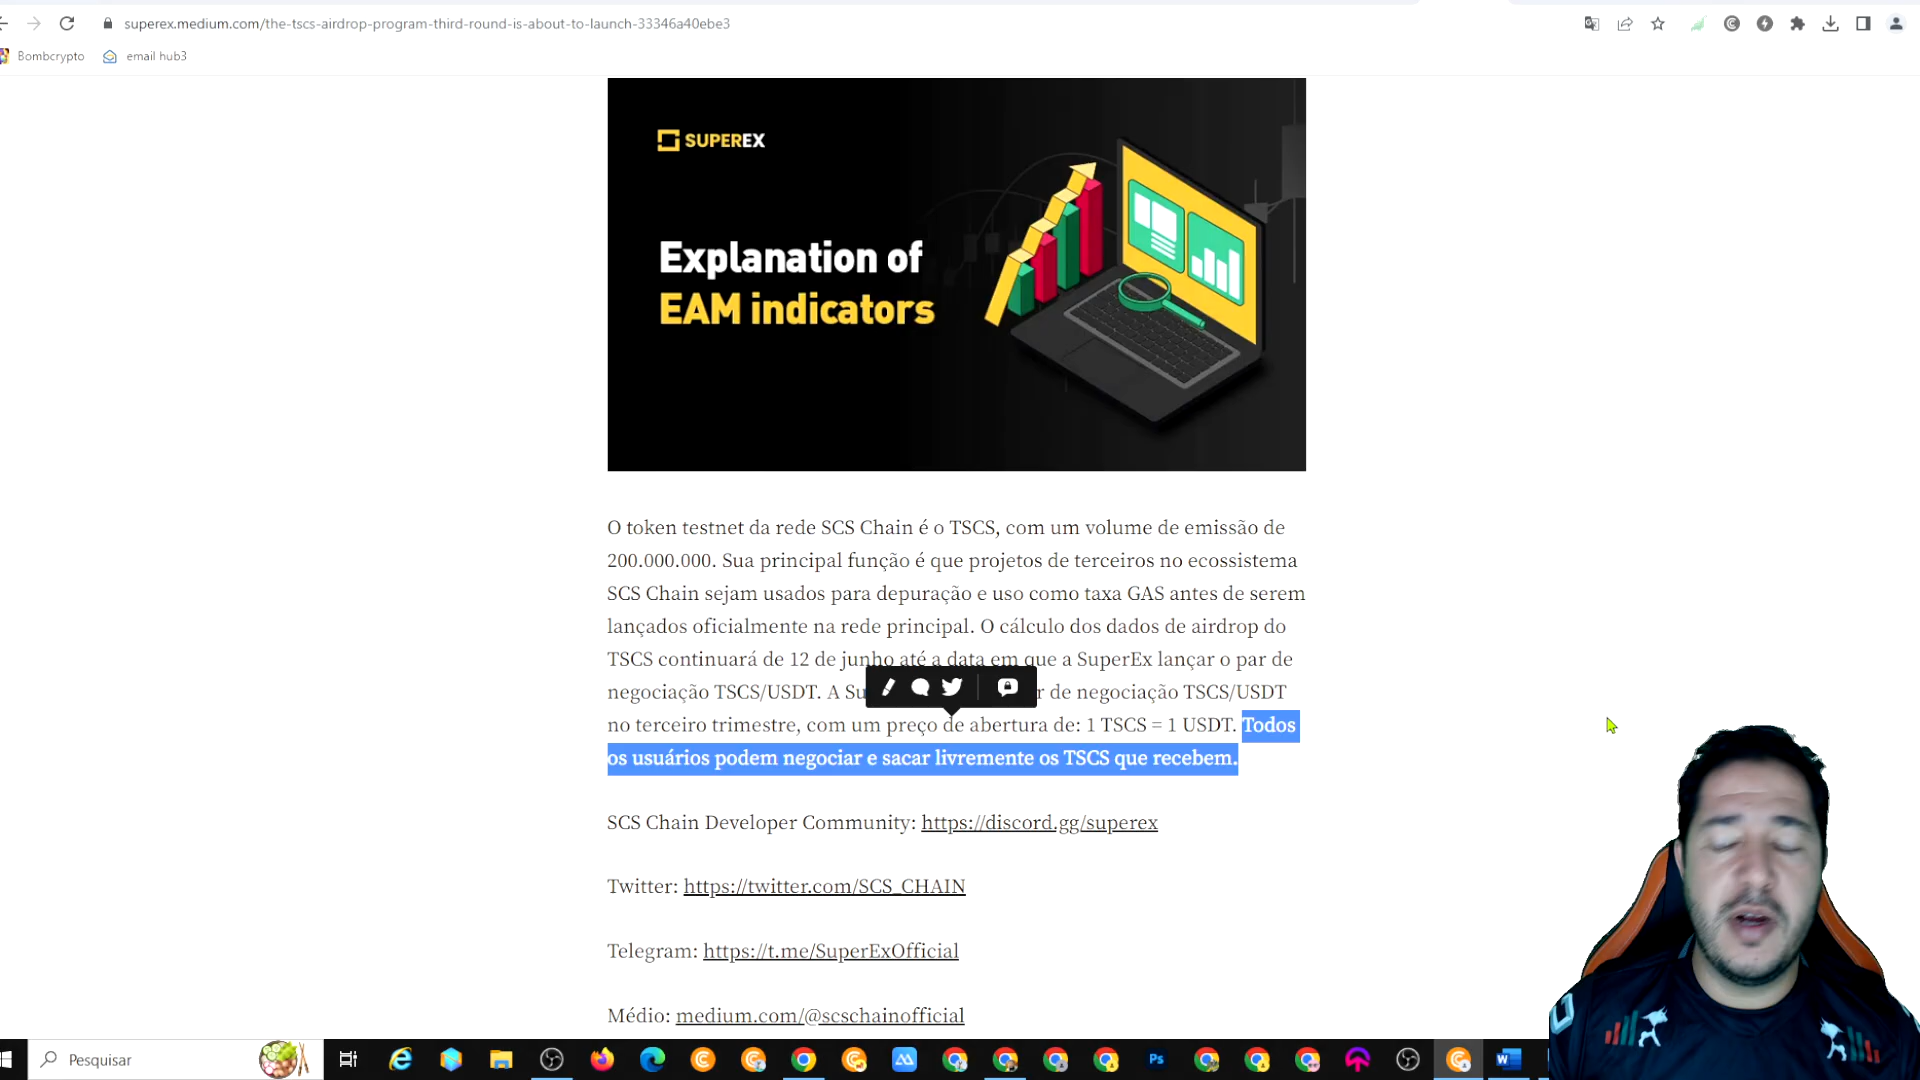 superex.medium.com/the-tscs-airdrop-program-third-round-is-about-to-launch-33346a40ebe3
Bombcrypto
email hub3
SUPEREX
Explanation of
EAM indicators
O token testnet da rede SCS Chain é o TSCS, com um volume de emissão de
200.000.000. Sua principal função é que projetos de terceiros no ecossistema
SCS Chain sejam usados para depuração e uso como taxa GAS antes de serem
lançados oficialmente na rede principal. O cálculo dos dados de airdrop do
TSCS continuará de 12 de junho até a data em que a SuperEx lançar o par de
negociação TSCS/USDT. A Su r de negociação TSCS/USDT
no terceiro trimestre, com um preço de abertura de: 1 TSCS = 1 USDT. Todos
os usuários podem negociar e sacar livremente os TSCS que recebem.
SCS Chain Developer Community: https://discord.gg/superex
Twitter: https://twitter.com/SCS_CHAIN
Telegram: https://t.me/SuperExOfficial
Médio: medium.com/@scschainofficial
Pesquisar
Ps